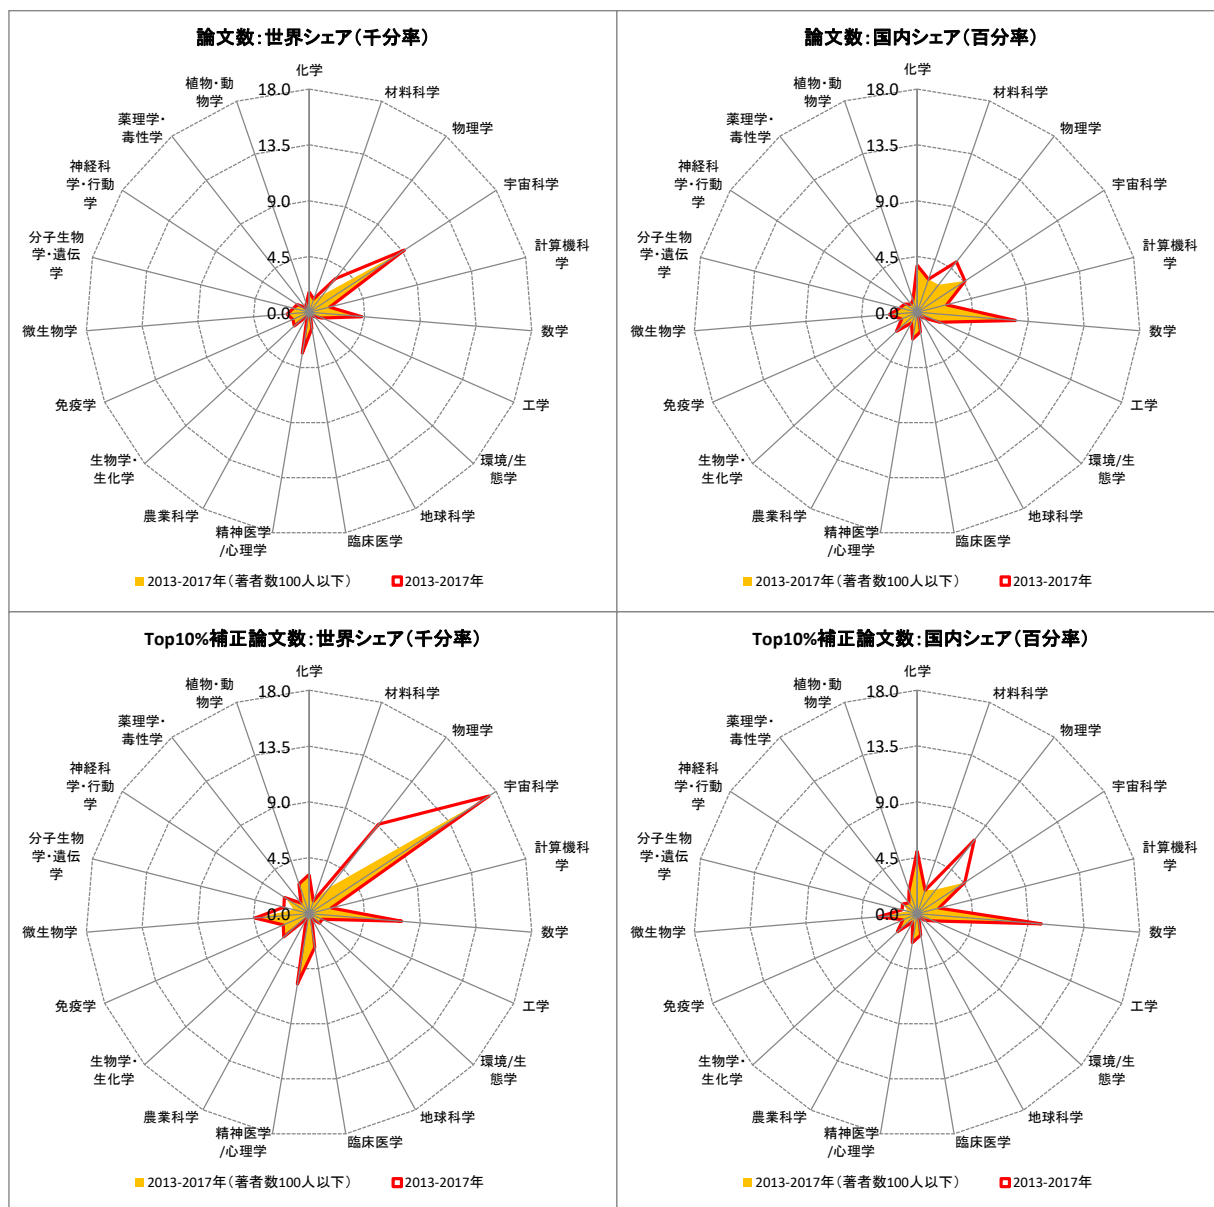 論文数：世界シェア（千分率）
化学
材料科学
物理学
宇宙科学
計算機科
学
数学
工学
環境/生
態学
地球科学
臨床医学
精神医学
/心理学
農業科学
生物学・
生化学
免疫学
微生物学
分子生物
学・遺伝
学
神経科
学・行動
学
薬理学・
毒性学
植物・動
物学
18.0
13.5
9.0
4.5
0.0
2013-2017年（著者数100人以下）
2013-2017年
論文数：国内シェア（百分率）
化学
材料科学
物理学
宇宙科学
計算機科
学
数学
工学
環境/生
態学
地球科学
臨床医学
精神医学
/心理学
農業科学
生物学・
生化学
免疫学
微生物学
分子生物
学・遺伝
学
神経科
学・行動
学
薬理学・
毒性学
植物・動
物学
18.0
13.5
9.0
4.5
0.0
2013-2017年（著者数100人以下）
2013-2017年
Top10%補正論文数：世界シェア（千分率）
化学
材料科学
物理学
宇宙科学
計算機科
学
数学
工学
環境/生
態学
地球科学
臨床医学
精神医学
/心理学
農業科学
生物学・
生化学
免疫学
微生物学
分子生物
学・遺伝
学
神経科
学・行動
学
薬理学・
毒性学
植物・動
物学
18.0
13.5
9.0
4.5
0.0
2013-2017年（著者数100人以下）
2013-2017年
Top10%補正論文数：国内シェア（百分率）
化学
材料科学
物理学
宇宙科学
計算機科
学
数学
工学
環境/生
態学
地球科学
臨床医学
精神医学
/心理学
農業科学
生物学・
生化学
免疫学
微生物学
分子生物
学・遺伝
学
神経科
学・行動
学
薬理学・
毒性学
植物・動
物学
18.0
13.5
9.0
4.5
0.0
2013-2017年（著者数100人以下）
2013-2017年